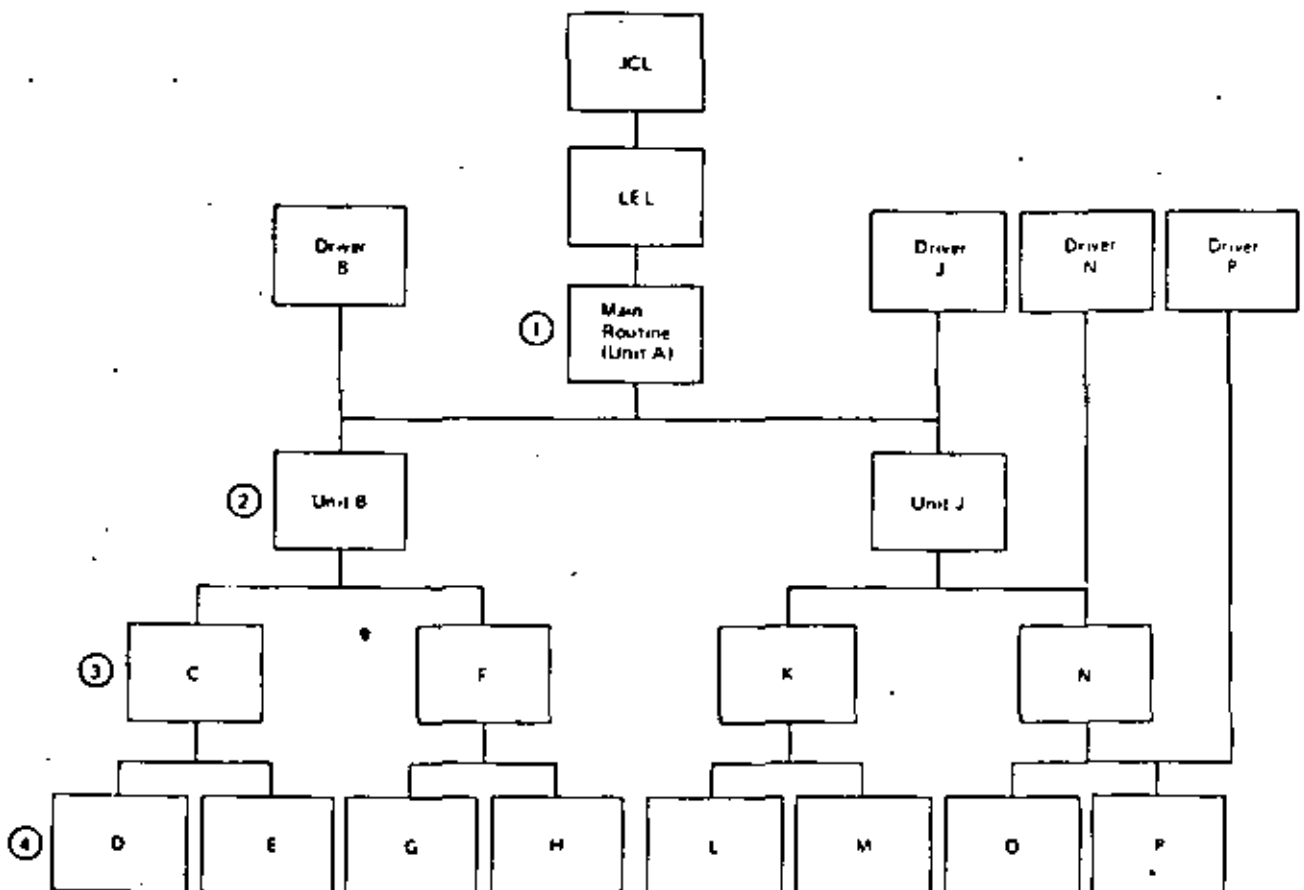 JCL
LEL
Driver
B
Driver
J
Driver
N
Driver
P
1
Main
Routine
(Unit A)
2
Unit B
Unit J
3
C
F
K
N
4
D
E
G
H
L
M
O
P